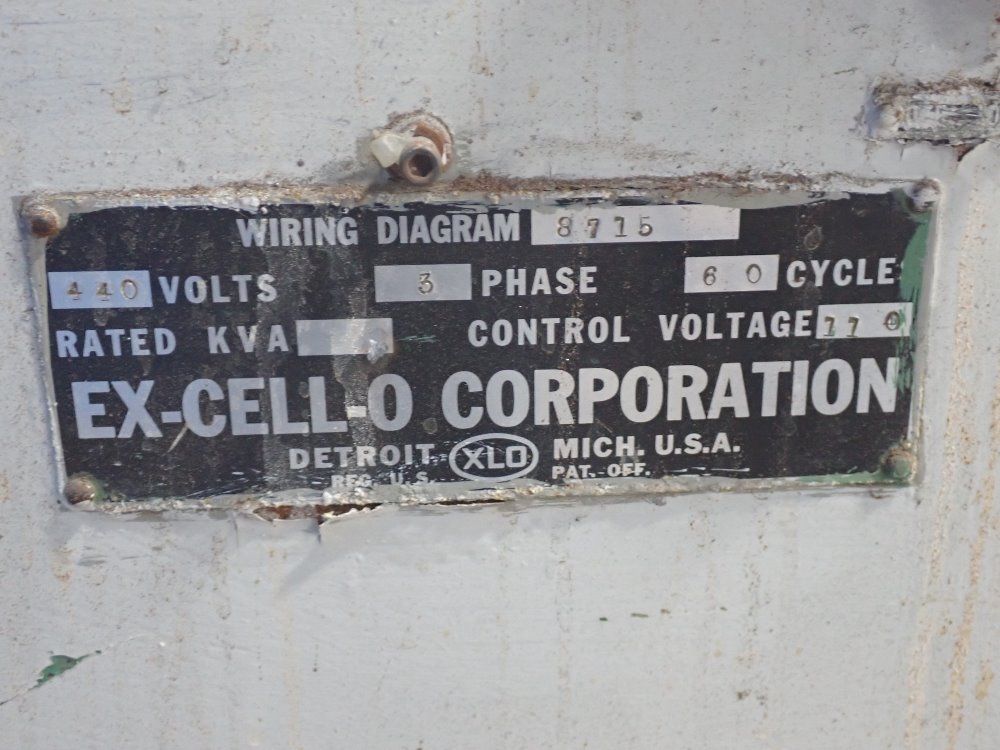 WIRING DIAGRAM 8715
440 VOLTS 3 PHASE 60 CYCLE
RATED KVA CONTROL VOLTAGE 110
EX-CELL-O CORPORATION
DETROIT XLO MICH. U.S.A.
REG. U.S. PAT. OFF.